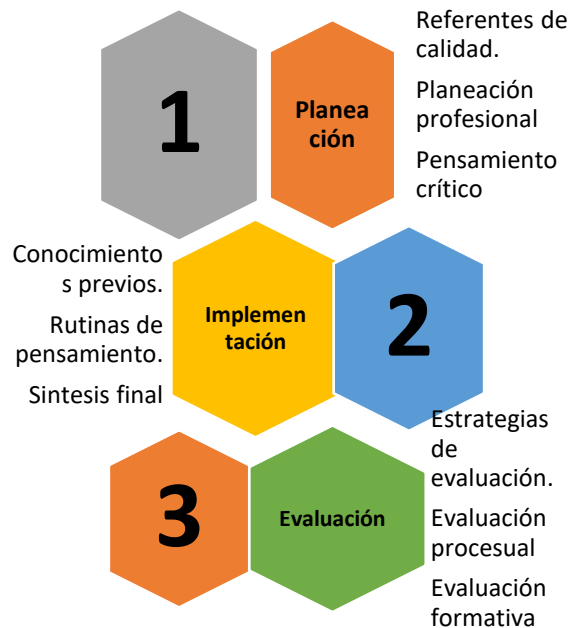 1
Planea
ción
Referentes de
calidad.
Planeación
profesional
Pensamiento
crítico
Conocimiento
s previos.
Rutinas de
pensamiento.
Sintesis final
Implemen
tación
2
3
Evaluación
Estrategias
de
evaluación.
Evaluación
procesual
Evaluación
formativa